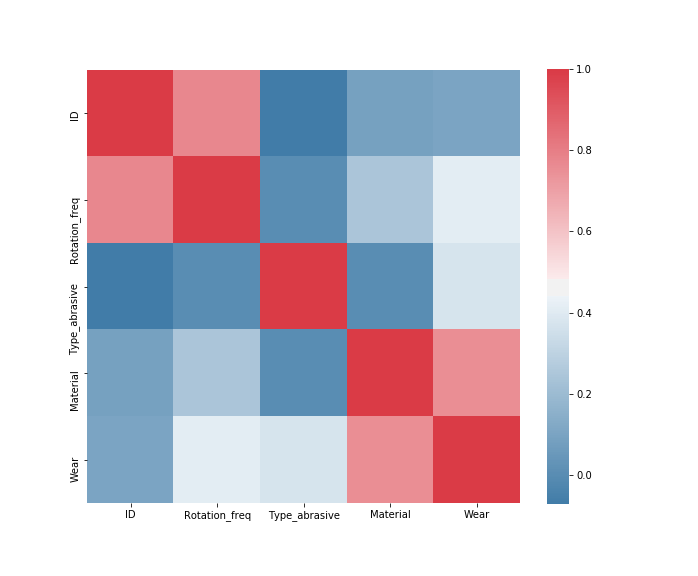 ID
Rotation_freq
Type_abrasive
Material
Wear
ID
Rotation_freq
Type_abrasive
Material
Wear
1.0
0.8
0.6
0.4
0.2
0.0